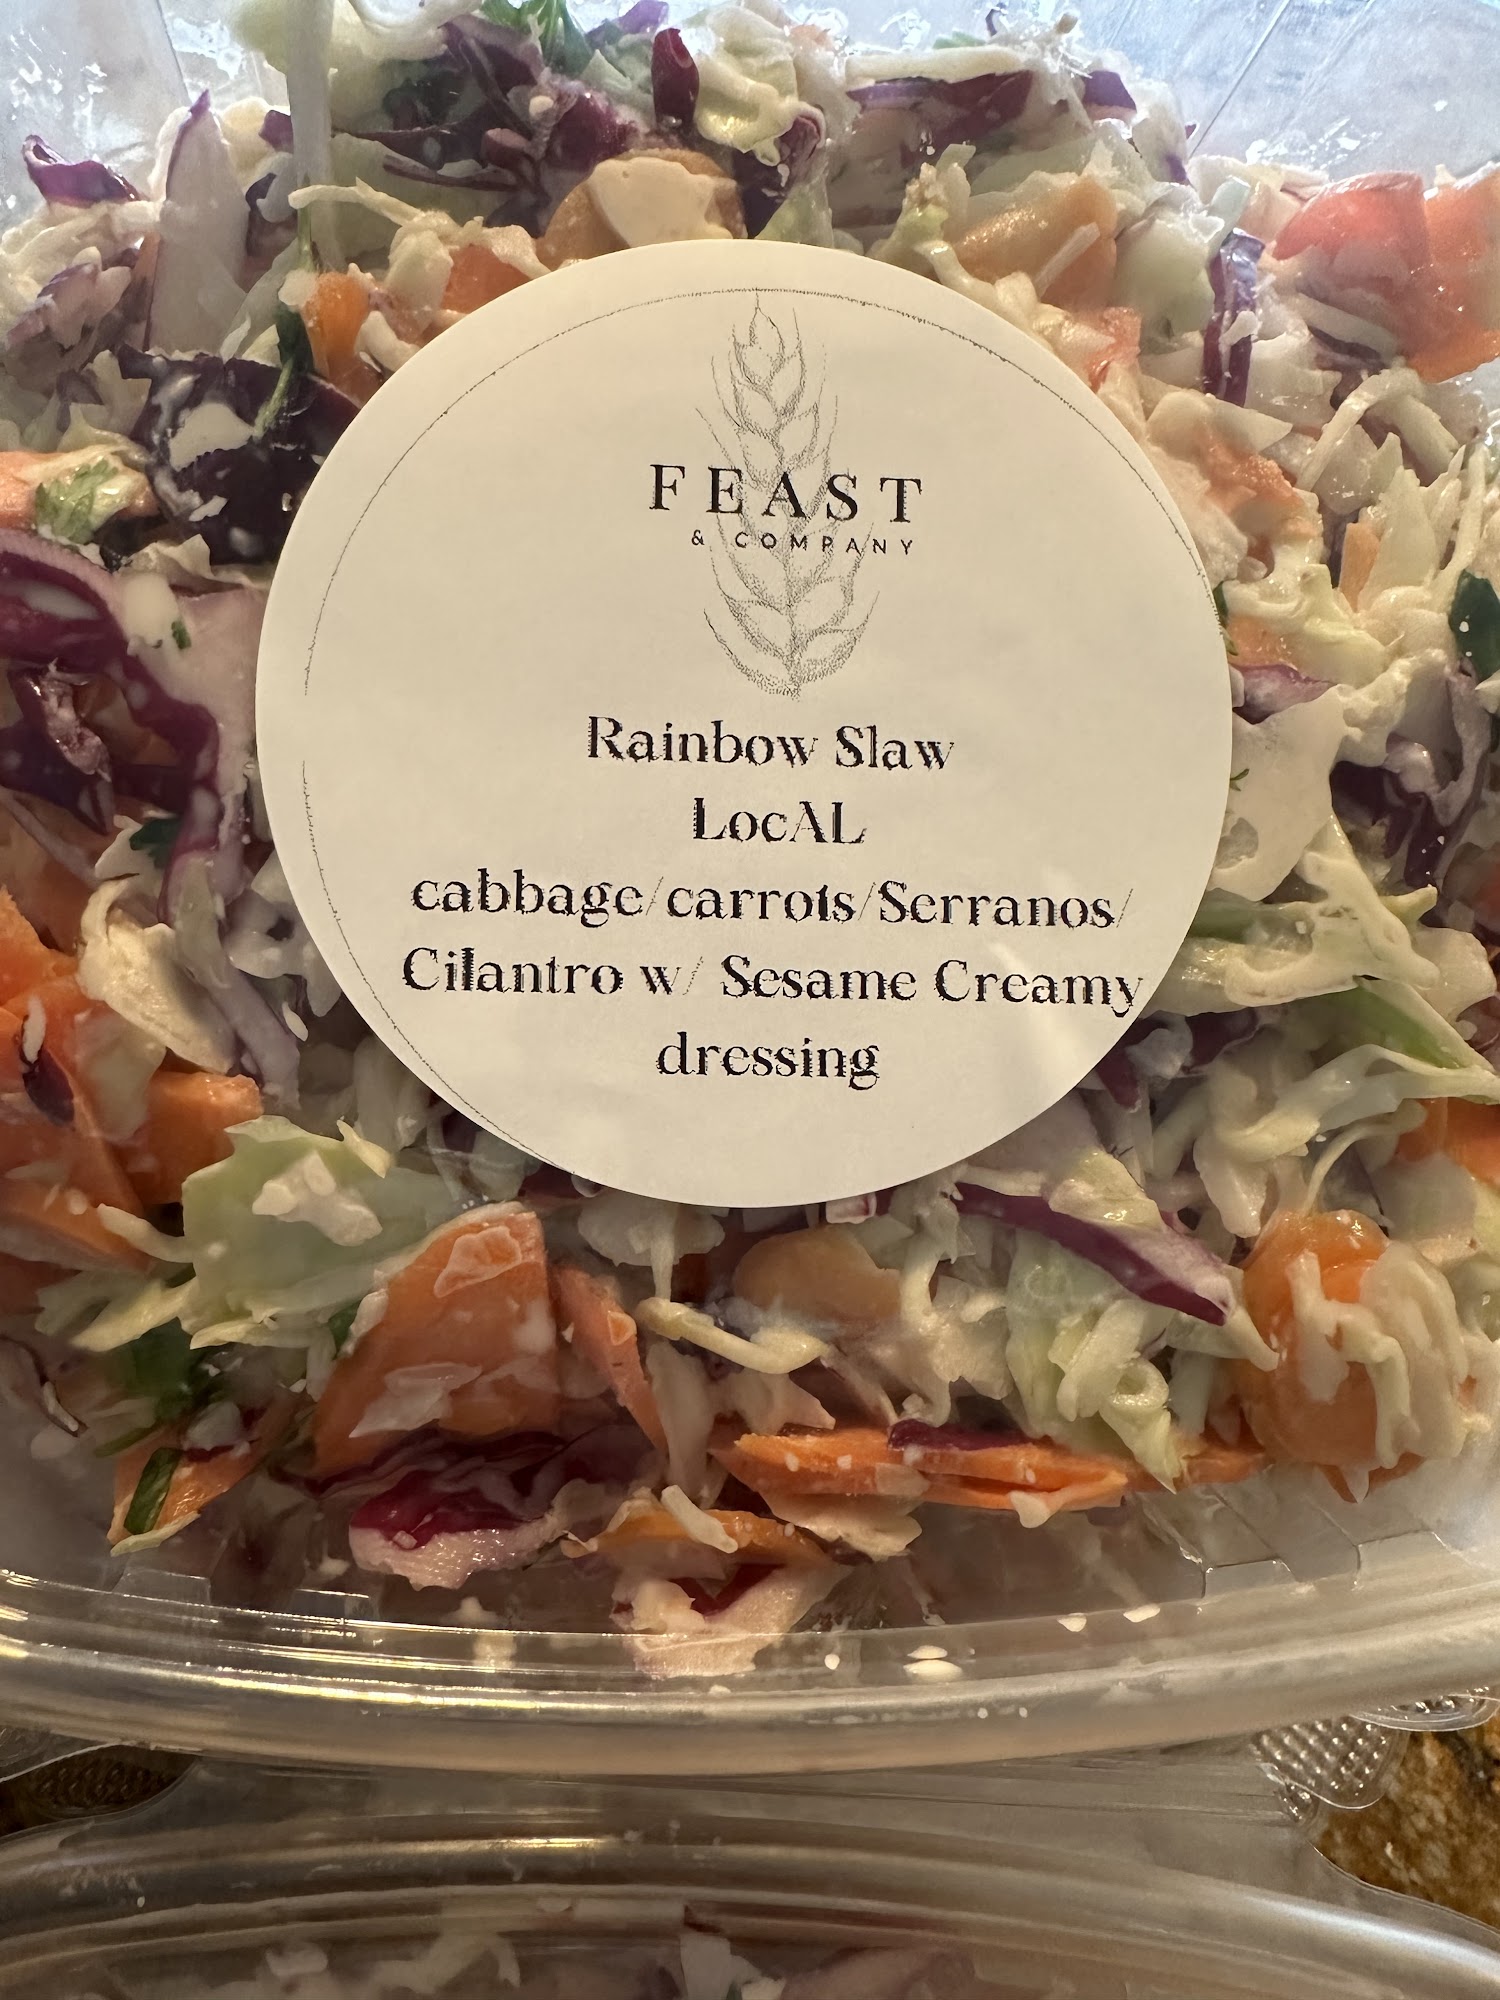 FEAST
& COMPANY
Rainbow Slaw
LocAL
cabbage/carrots/Serranos/
Cilantro w/ Sesame Creamy
dressing